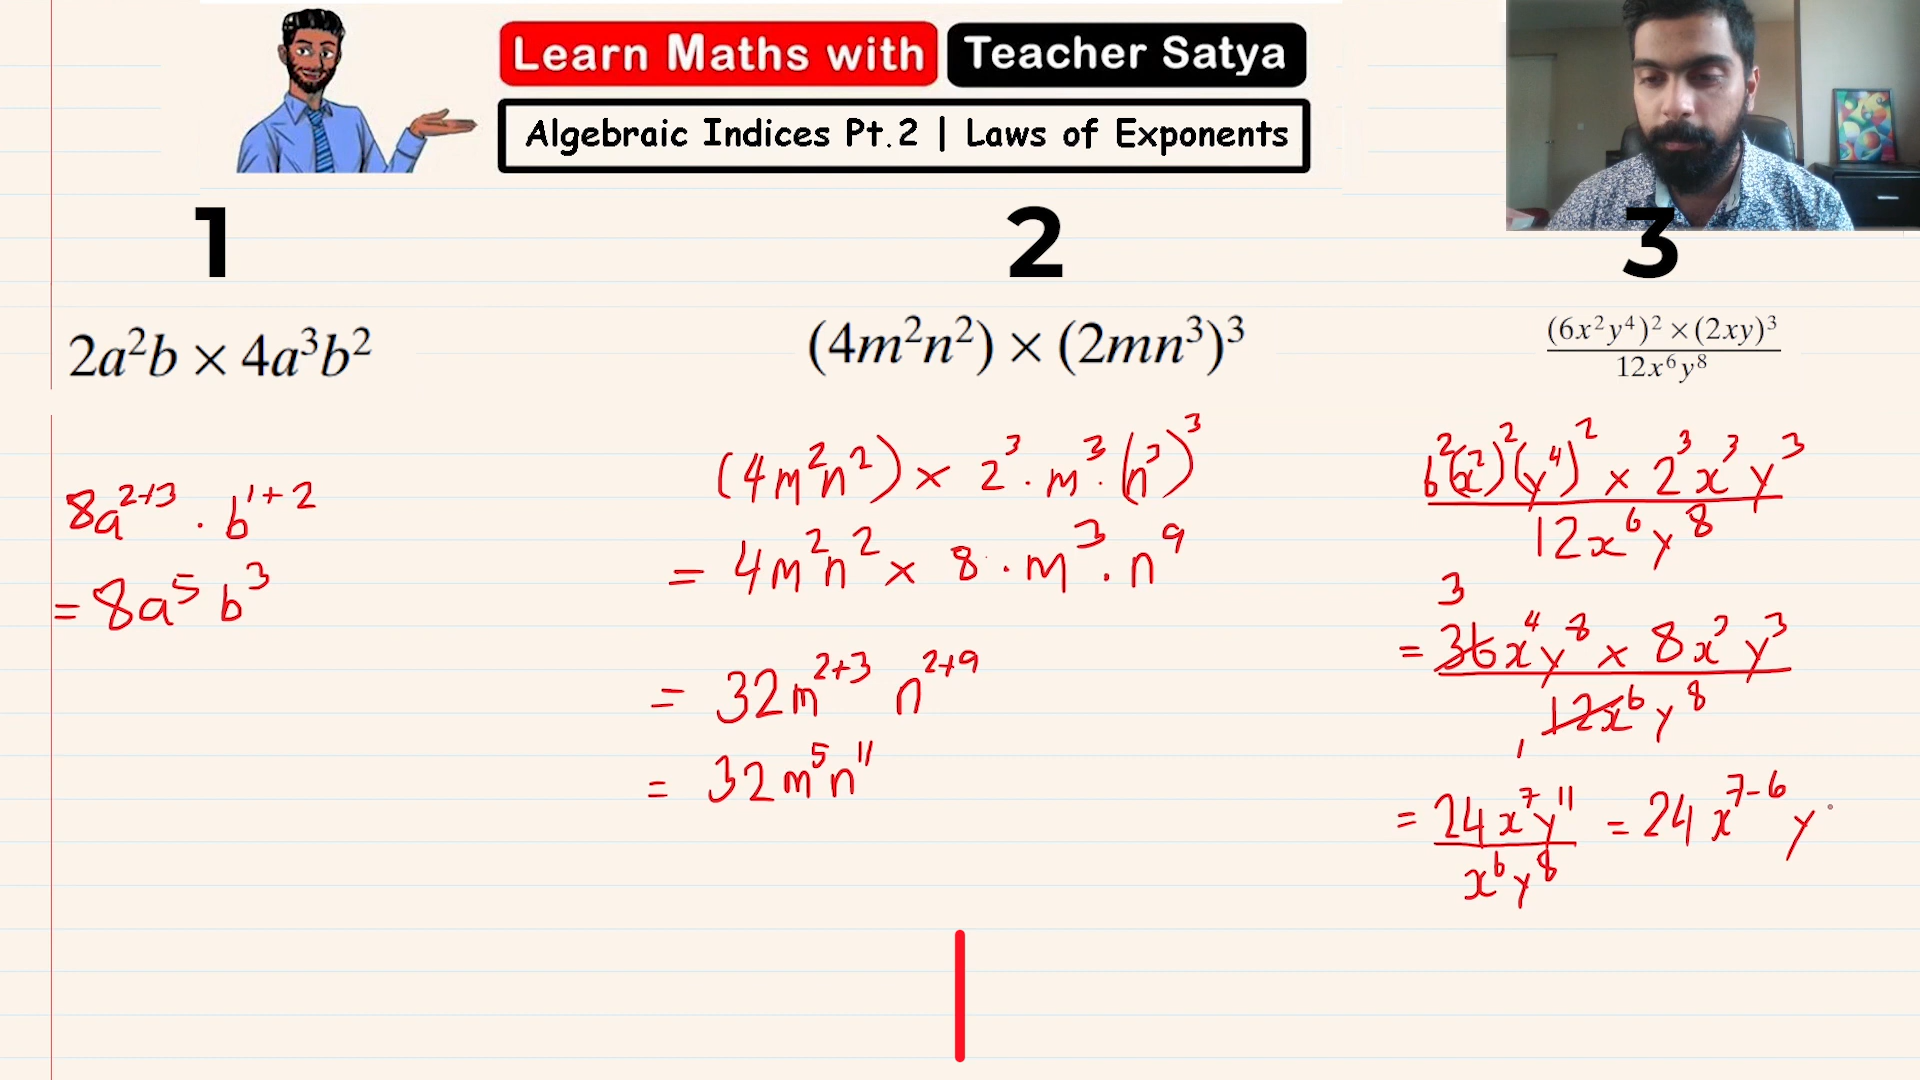 Learn Maths with Teacher Satya
Algebraic Indices Pt.2 | Laws of Exponents
1
2a²b × 4a³b²
8a²⁺³ · b¹⁺²
= 8a⁵ b³
2
(4m²n²) × (2mn³)³
(4m²n²) × 2³ · m³ · (n³)³
= 4m²n² × 8 · m³ · n⁹
= 32m²⁺³ n²⁺⁹
= 32m⁵n¹¹
3
(6x²y⁴)² × (2xy)³
12x⁶y⁸
6²(x²)²(y⁴)² × 2³x³y³
12x⁶y⁸
3
= 36x⁴y⁸ × 8x³y³
12x⁶y⁸
1
= 24x⁷y¹¹ = 24x⁷⁻⁶ y
x⁶y⁸